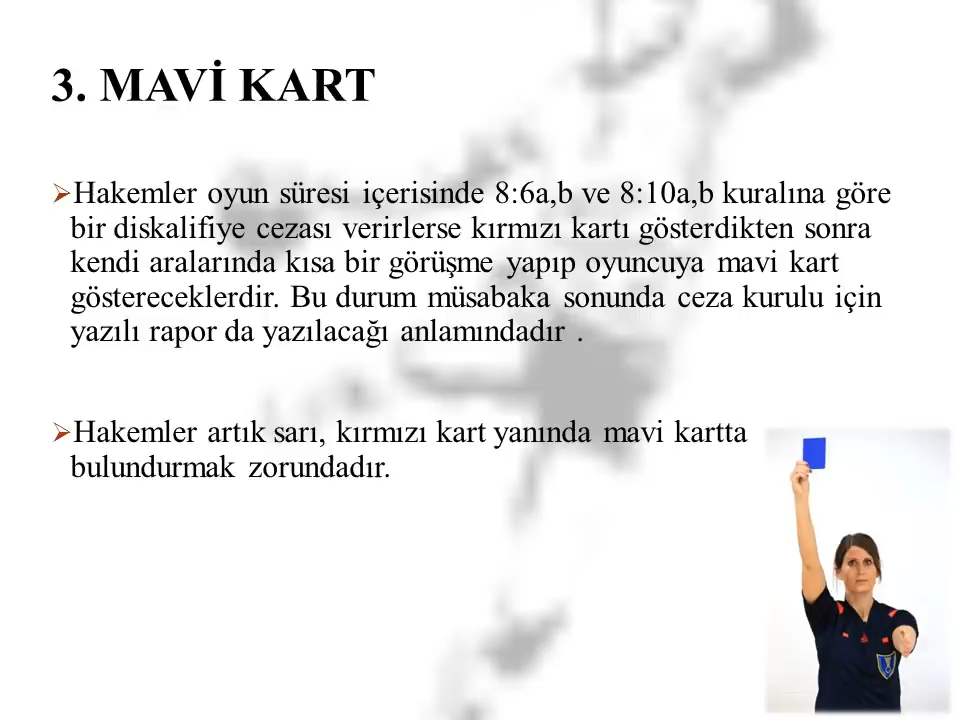 3. MAVİ KART
Hakemler oyun süresi içerisinde 8:6a,b ve 8:10a,b kuralına göre
bir diskalifiye cezası verirlerse kırmızı kartı gösterdikten sonra
kendi aralarında kısa bir görüşme yapıp oyuncuya mavi kart
göstereceklerdir. Bu durum müsabaka sonunda ceza kurulu için
yazılı rapor da yazılacağı anlamındadır .
Hakemler artık sarı, kırmızı kart yanında mavi kartta
bulundurmak zorundadır.